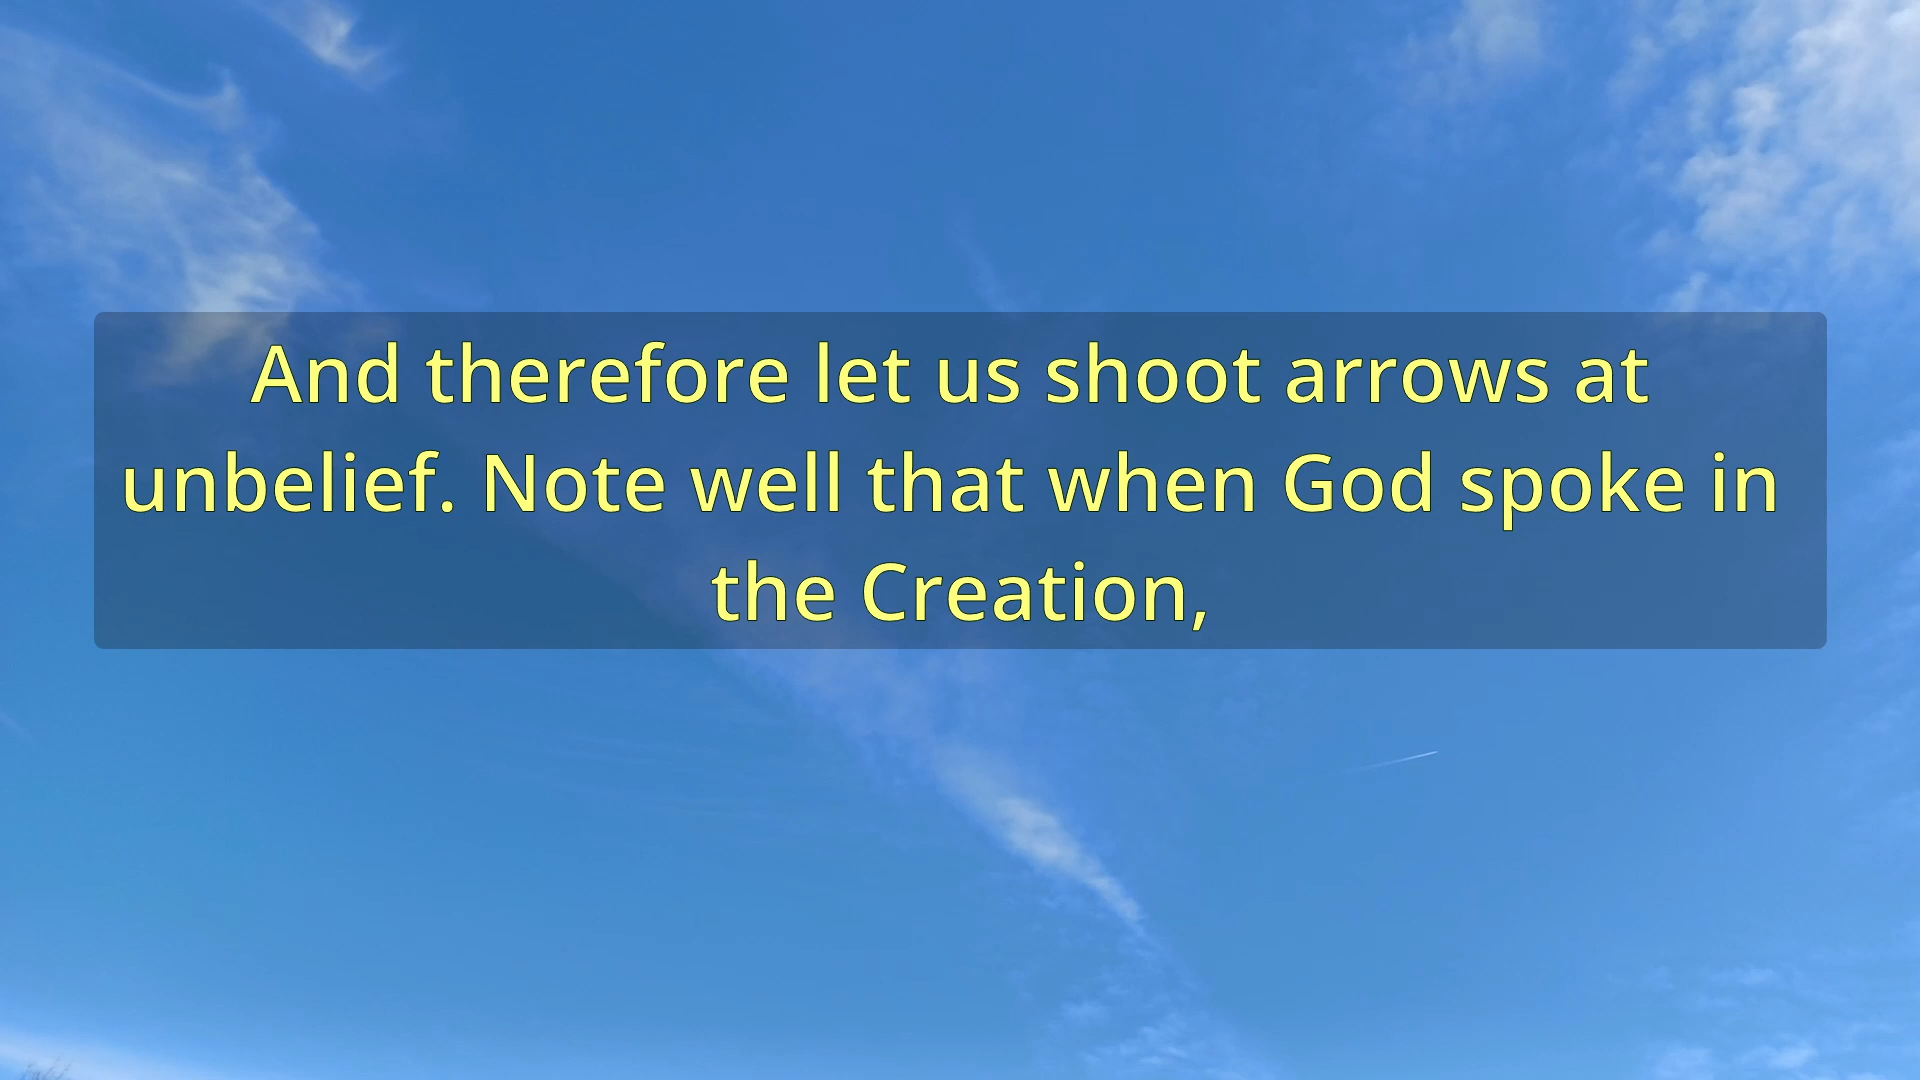 And therefore let us shoot arrows at
unbelief. Note well that when God spoke in
the Creation,